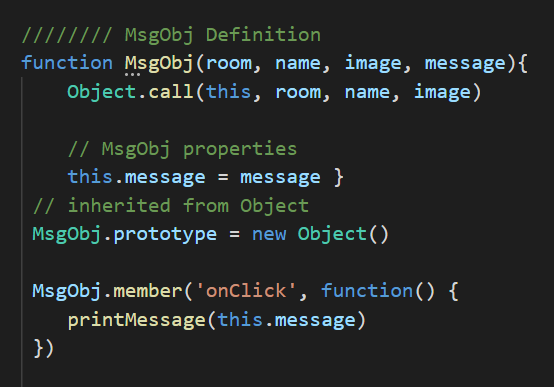 //////// MsgObj Definition
function MsgObj(room, name, image, message){
    Object.call(this, room, name, image)
    // MsgObj properties
    this.message = message }
// inherited from Object
MsgObj.prototype = new Object()
MsgObj.member('onClick', function() {
    printMessage(this.message)
})